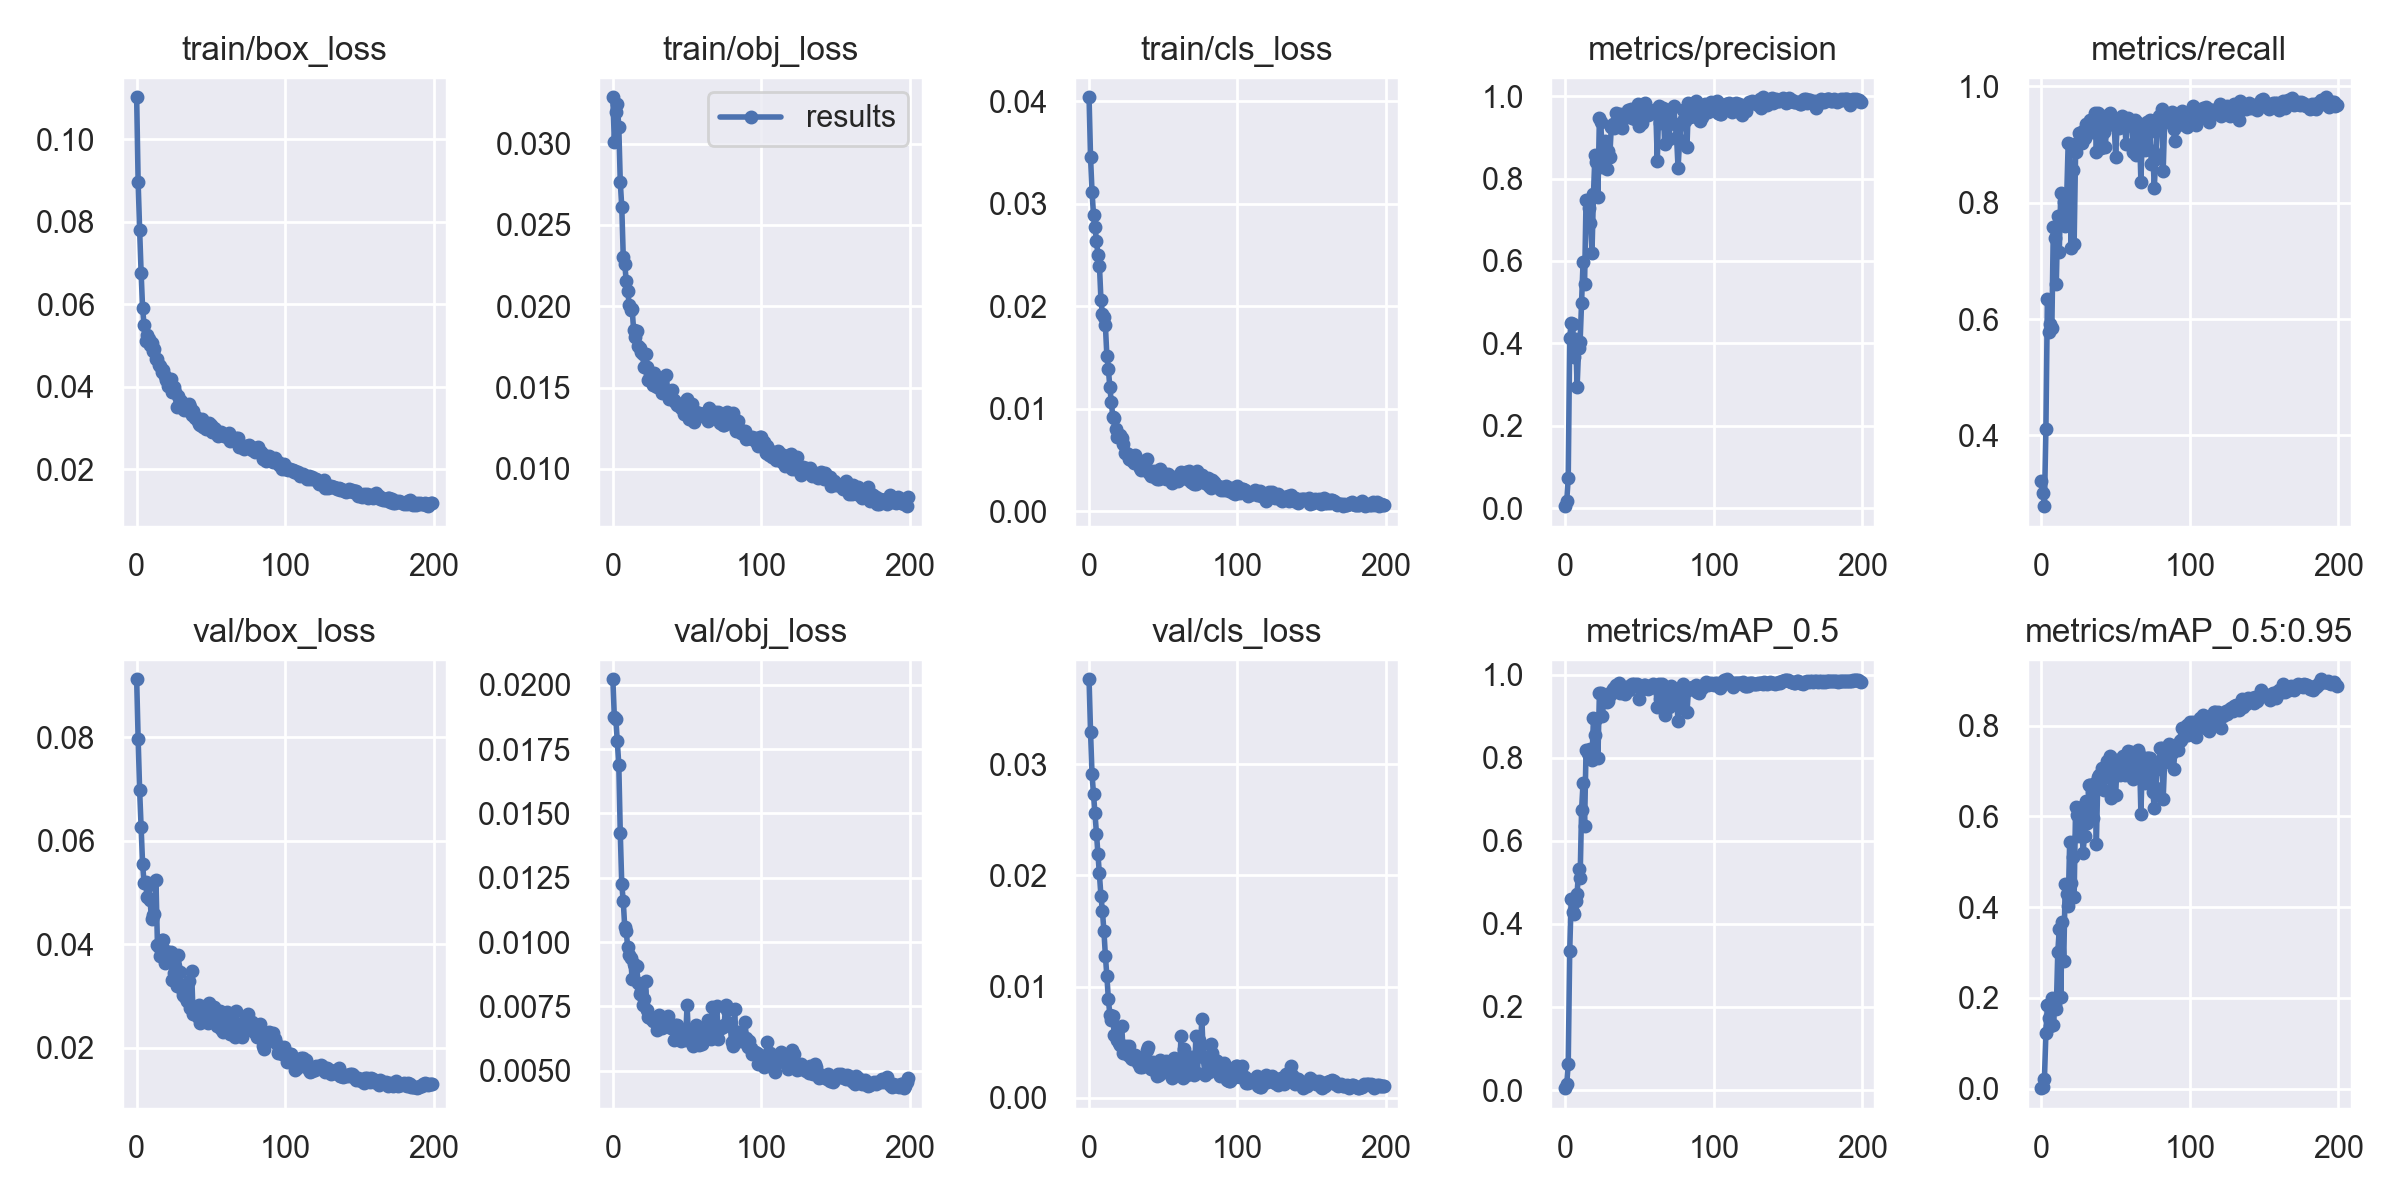 train/box_loss
0.10
0.08
0.06
0.04
0.02
0 100 200
train/obj_loss
results
0.030
0.025
0.020
0.015
0.010
0 100 200
train/cls_loss
0.04
0.03
0.02
0.01
0.00
0 100 200
metrics/precision
1.0
0.8
0.6
0.4
0.2
0.0
0 100 200
metrics/recall
1.0
0.8
0.6
0.4
0 100 200
val/box_loss
0.08
0.06
0.04
0.02
0 100 200
val/obj_loss
0.0200
0.0175
0.0150
0.0125
0.0100
0.0075
0.0050
0 100 200
val/cls_loss
0.03
0.02
0.01
0.00
0 100 200
metrics/mAP_0.5
1.0
0.8
0.6
0.4
0.2
0.0
0 100 200
metrics/mAP_0.5:0.95
0.8
0.6
0.4
0.2
0.0
0 100 200